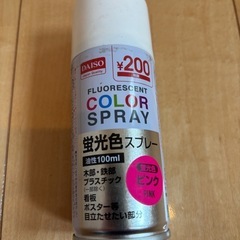 DAISO
¥200
FLUORESCENT
COLOR
SPRAY
蛍光色スプレー
油性100ml
木部・鉄部
プラスチック
看板
ポスター等
目立たせたい部分
ピンク